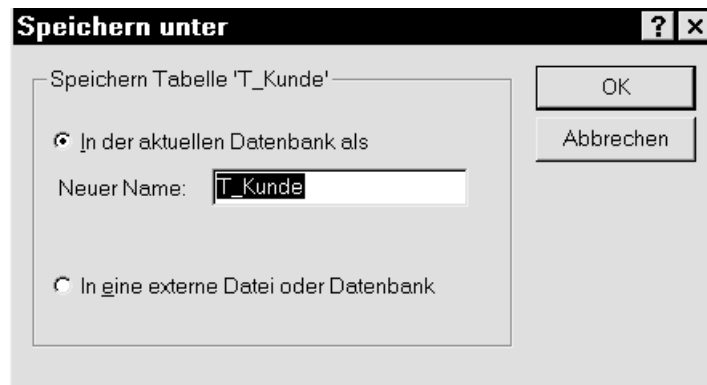 Speichern unter
Speichern Tabelle 'T_Kunde'
OK
In der aktuellen Datenbank als
Abbrechen
Neuer Name: T_Kunde
In eine externe Datei oder Datenbank